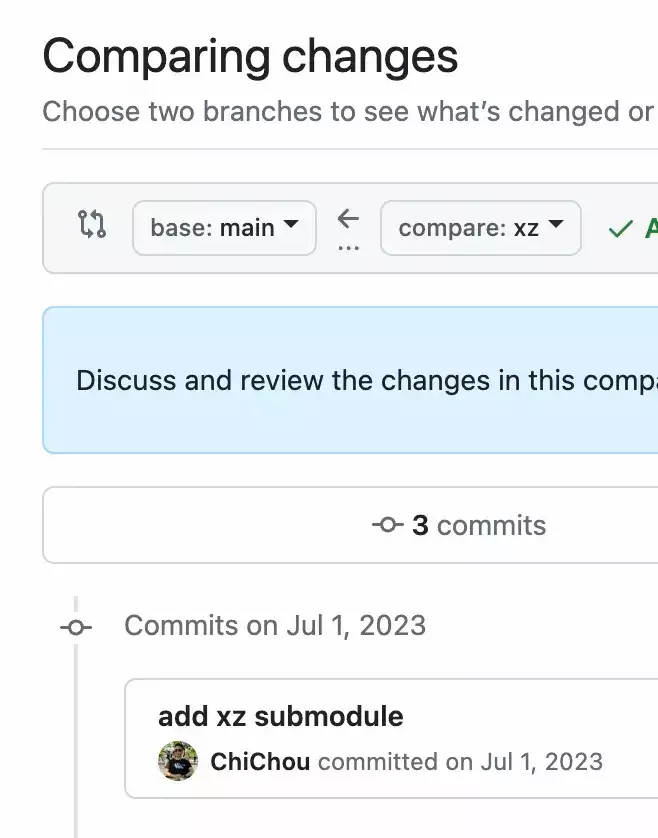 Comparing changes
Choose two branches to see what's changed or
base: main
compare: xz
Discuss and review the changes in this comp
3 commits
Commits on Jul 1, 2023
add xz submodule
ChiChou committed on Jul 1, 2023